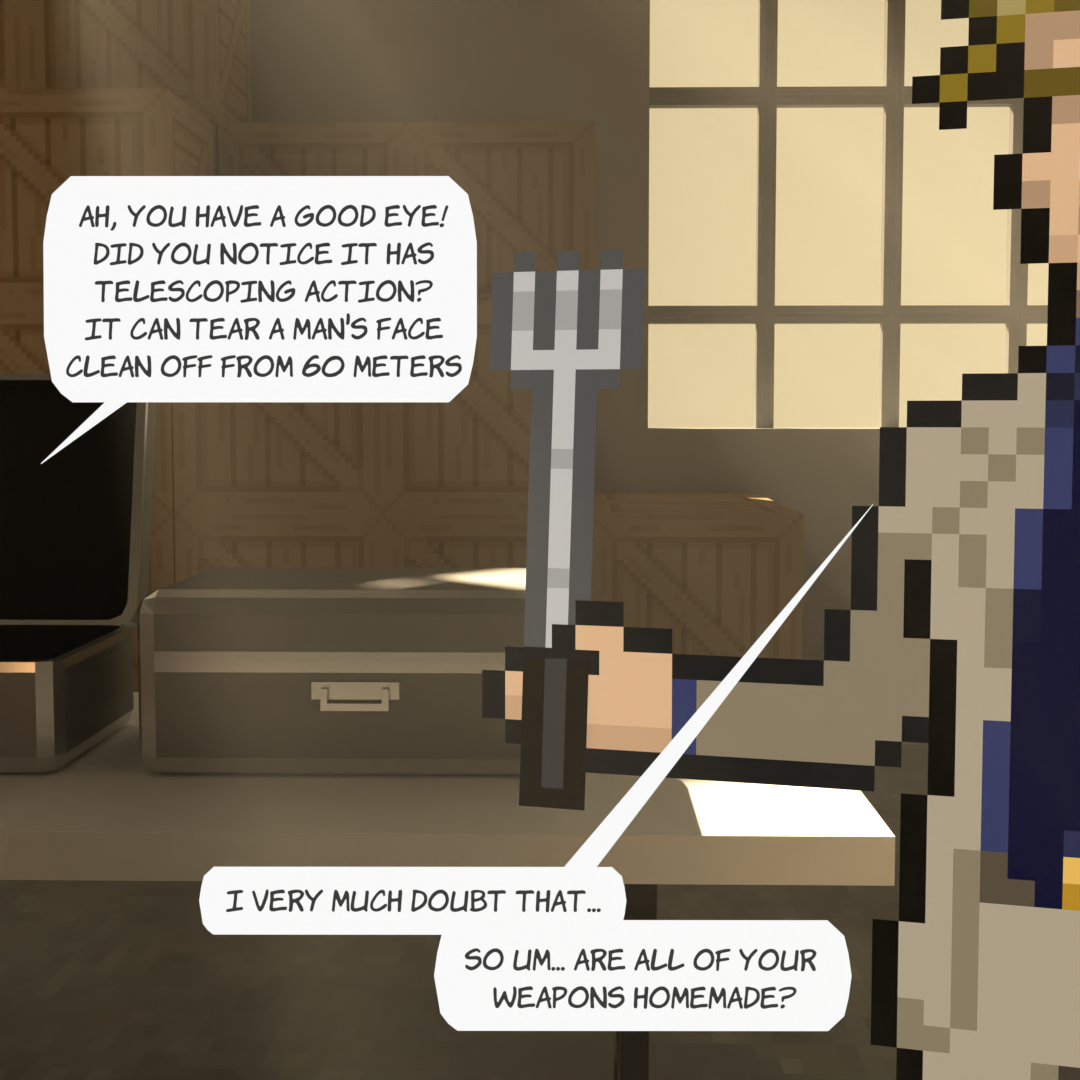 AH, YOU HAVE A GOOD EYE!
DID YOU NOTICE IT HAS
TELESCOPING ACTION?
IT CAN TEAR A MAN'S FACE
CLEAN OFF FROM 60 METERS
I VERY MUCH DOUBT THAT...
SO UM... ARE ALL OF YOUR
WEAPONS HOMEMADE?